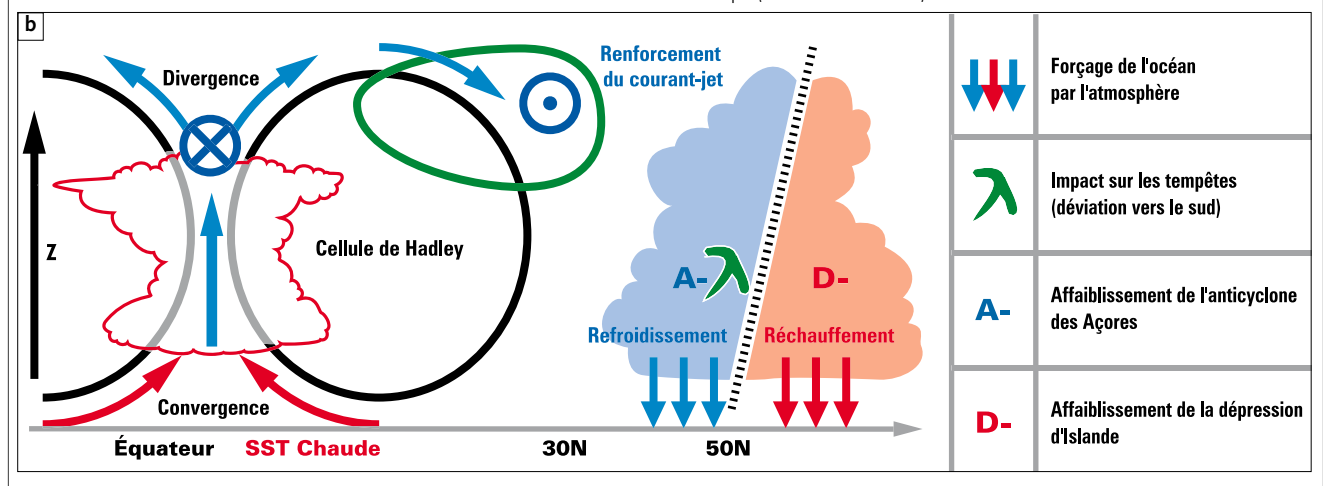 b
Divergence
Renforcement
du courant-jet
Z
Cellule de Hadley
A-
D-
Refroidissement
Réchauffement
Convergence
Équateur
SST Chaude
30N
50N
Forçage de l'océan
par l'atmosphère
Impact sur les tempêtes
(déviation vers le sud)
A-
Affaiblissement de l'anticyclone
des Açores
D-
Affaiblissement de la dépression
d'Islande